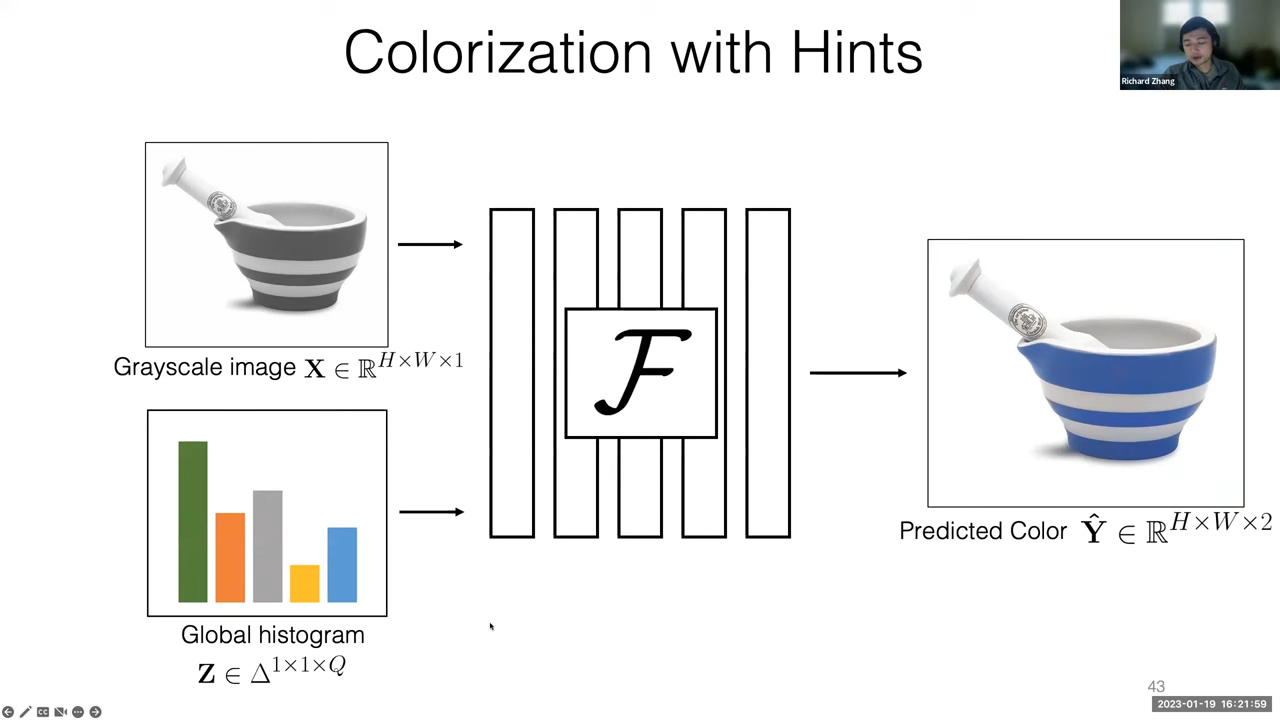 Colorization with Hints
Richard Zhang
Grayscale image X ∈ ℝ^{H×W×1}
ℱ
Predicted Color Ŷ ∈ ℝ^{H×W×2}
Global histogram
Z ∈ Δ^{1×1×Q}
43
2023-01-19 16:21:59